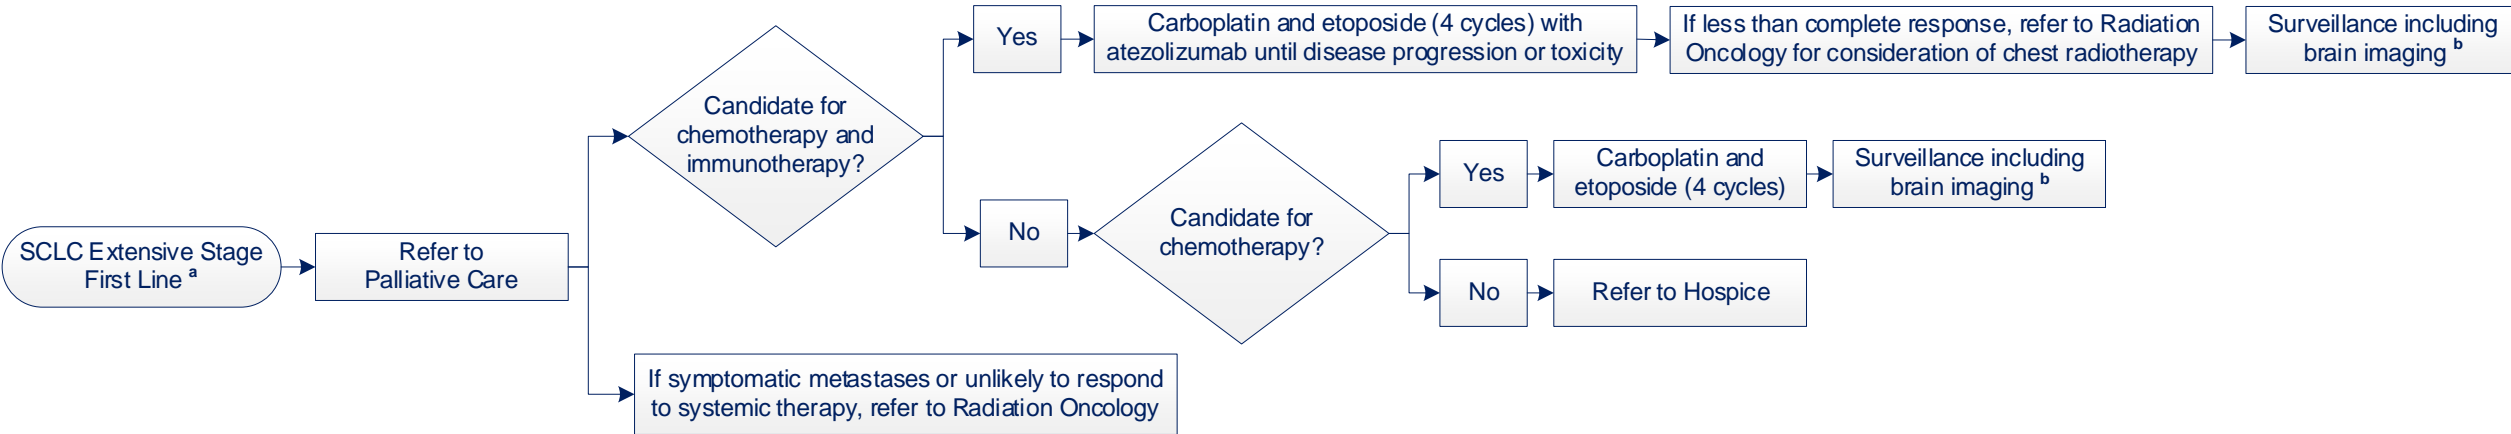 SCLC Extensive Stage
First Line a
Refer to
Palliative Care
Candidate for
chemotherapy and
immunotherapy?
Yes
Carboplatin and etoposide (4 cycles) with
atezolizumab until disease progression or toxicity
If less than complete response, refer to Radiation
Oncology for consideration of chest radiotherapy
Surveillance including
brain imaging b
No
Candidate for
chemotherapy?
Yes
Carboplatin and
etoposide (4 cycles)
Surveillance including
brain imaging b
No
Refer to Hospice
If symptomatic metastases or unlikely to respond
to systemic therapy, refer to Radiation Oncology